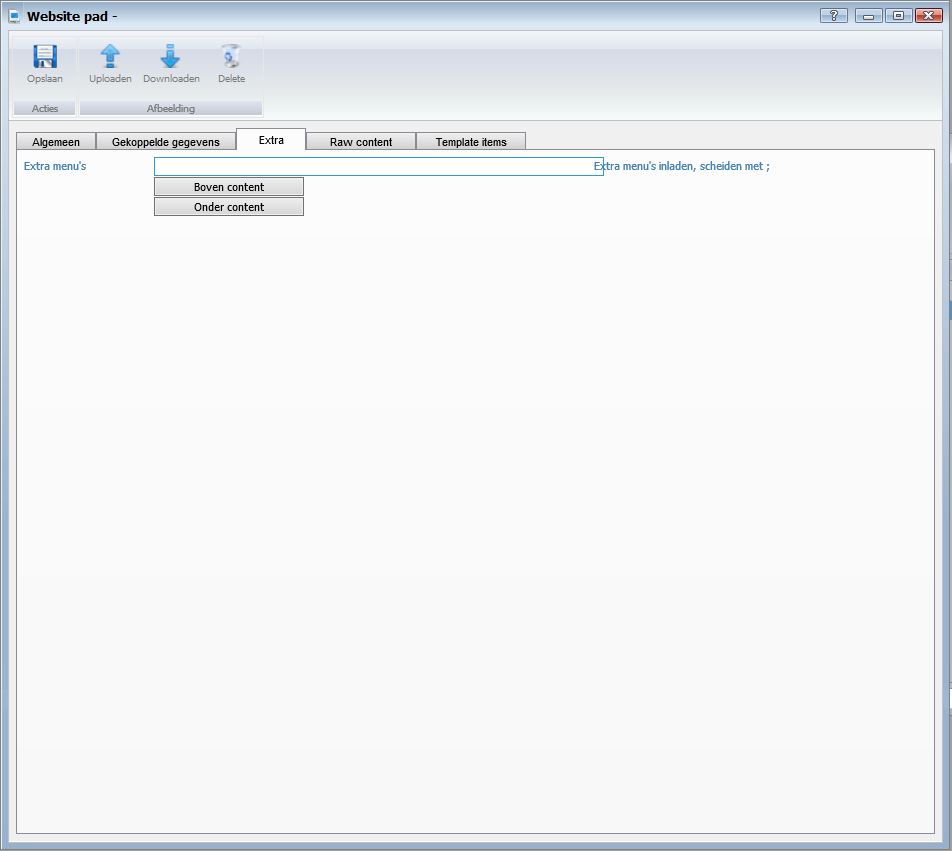 Website pad -
?
Opslaan Uploaden Downloaden Delete
Acties Afbeelding
Algemeen Gekoppelde gegevens Extra Raw content Template items
Extra menu's Extra menu's inladen, scheiden met ;
Boven content
Onder content